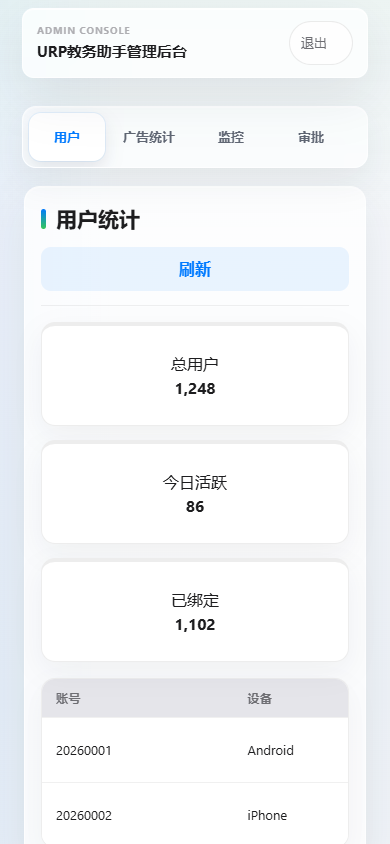 ADMIN CONSOLE
URP教务助手管理后台
退出
用户 广告统计 监控 审批
用户统计
刷新
总用户
1,248
今日活跃
86
已绑定
1,102
账号 设备
20260001 Android
20260002 iPhone